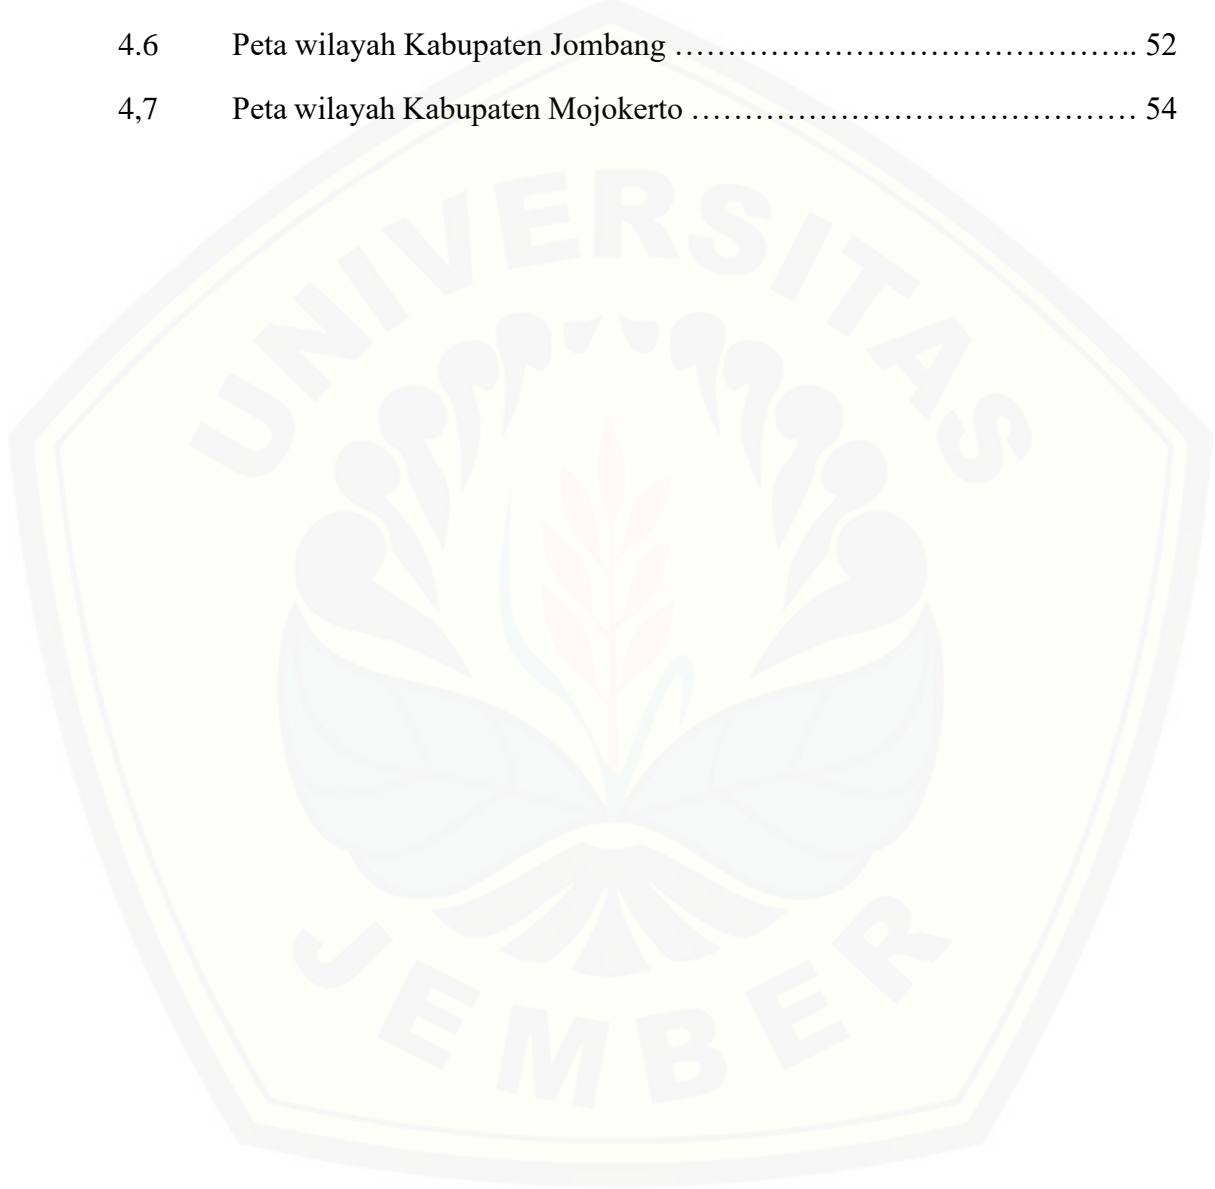 4.6 Peta wilayah Kabupaten Jombang …………………………………….. 52
4,7 Peta wilayah Kabupaten Mojokerto …………………………………… 54
UNIVERSITAS
JEMBER